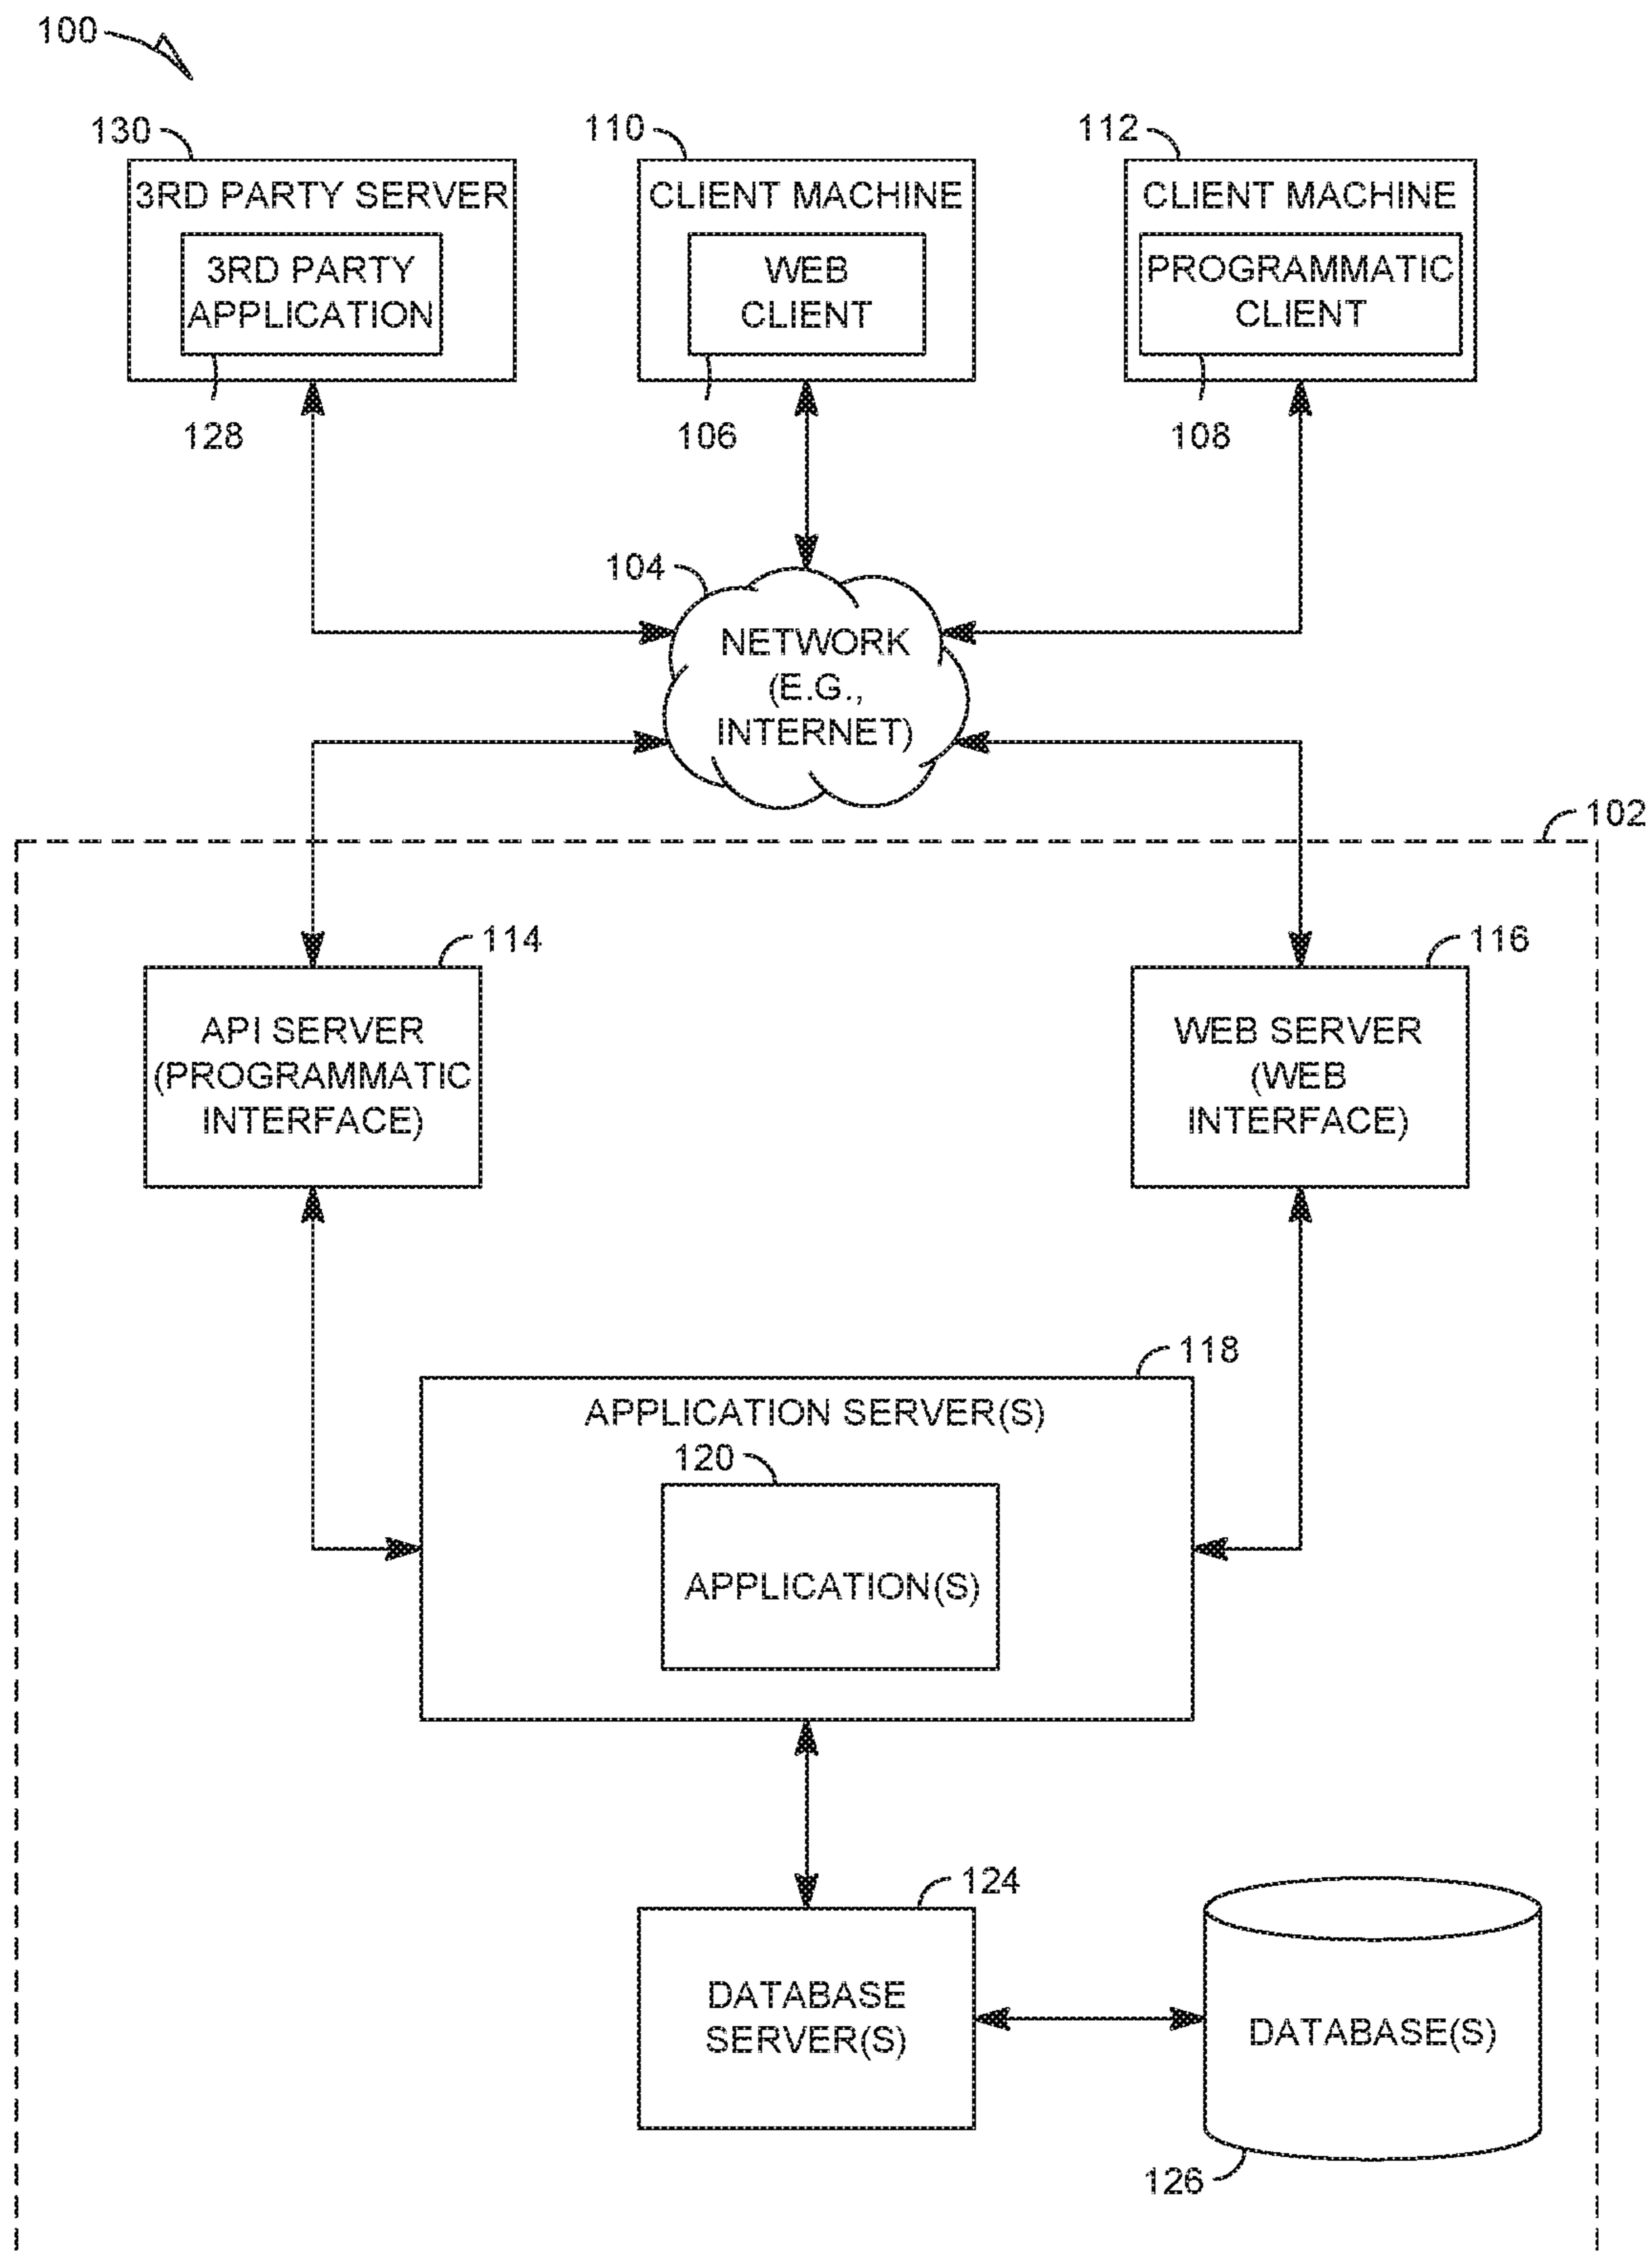 100
130
110
112
3RD PARTY SERVER
CLIENT MACHINE
CLIENT MACHINE
3RD PARTY
APPLICATION
WEB
CLIENT
PROGRAMMATIC
CLIENT
128
106
108
104
NETWORK
(E.G.,
INTERNET)
102
114
116
API SERVER
(PROGRAMMATIC
INTERFACE)
WEB SERVER
(WEB
INTERFACE)
118
APPLICATION SERVER(S)
120
APPLICATION(S)
124
DATABASE
SERVER(S)
DATABASE(S)
126